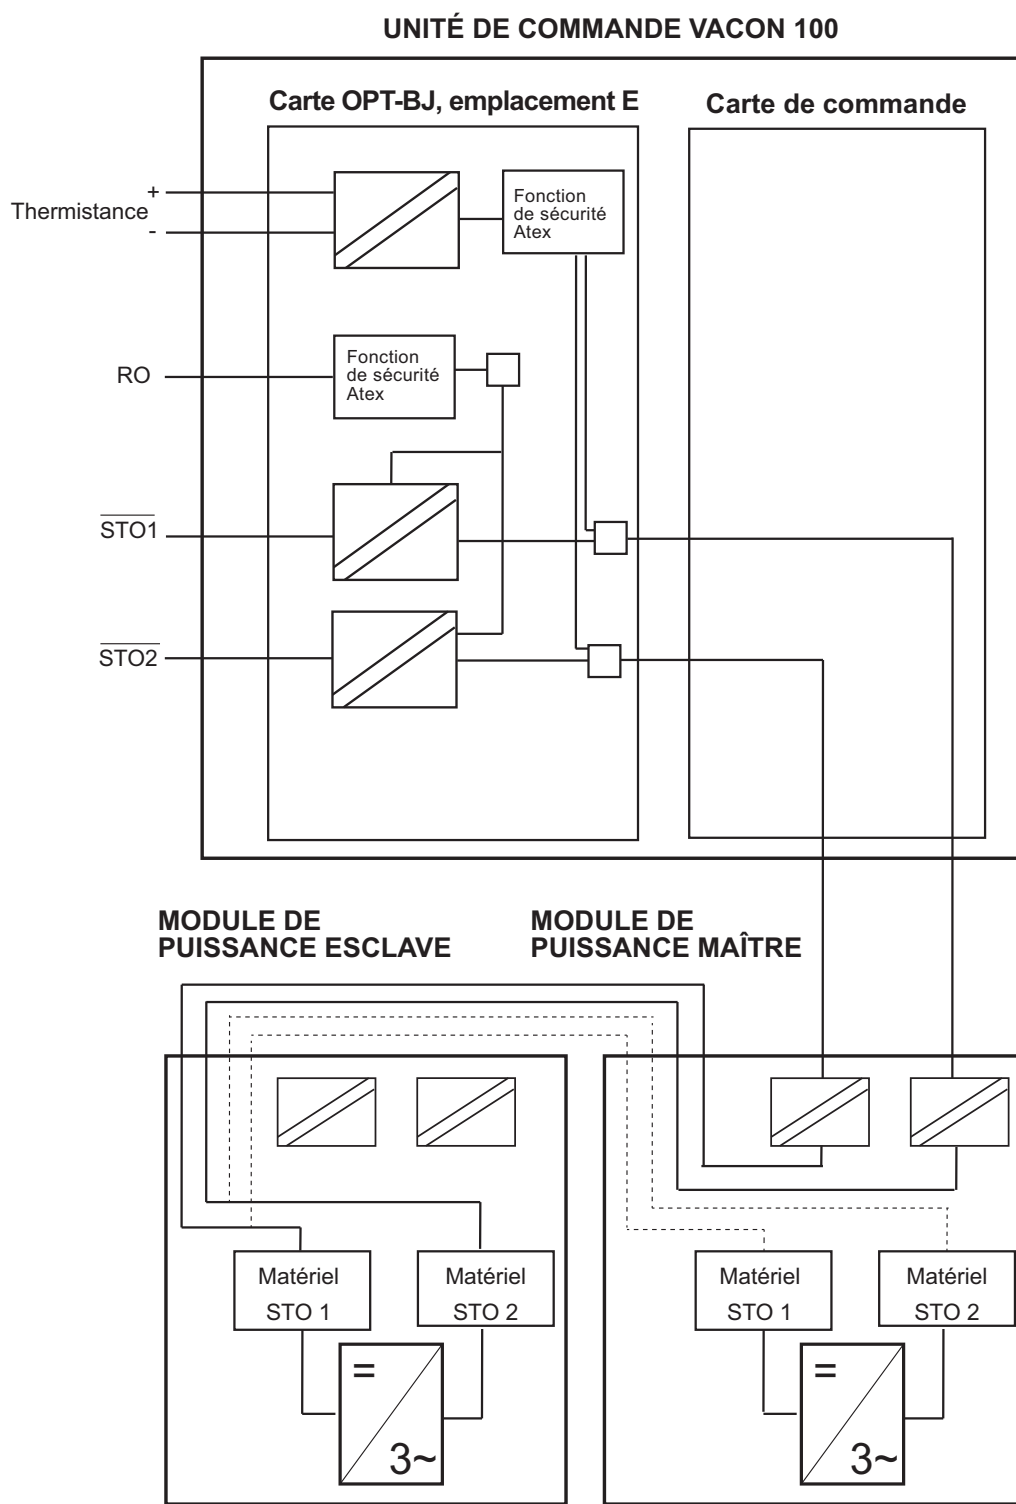 UNITÉ DE COMMANDE VACON 100
Carte OPT-BJ, emplacement E
Carte de commande
+
Thermistance
-
Fonction
de sécurité
Atex
RO
Fonction
de sécurité
Atex
STO1
STO2
MODULE DE
PUISSANCE ESCLAVE
MODULE DE
PUISSANCE MAÎTRE
Matériel
STO 1
Matériel
STO 2
Matériel
STO 1
Matériel
STO 2
=
3~
=
3~